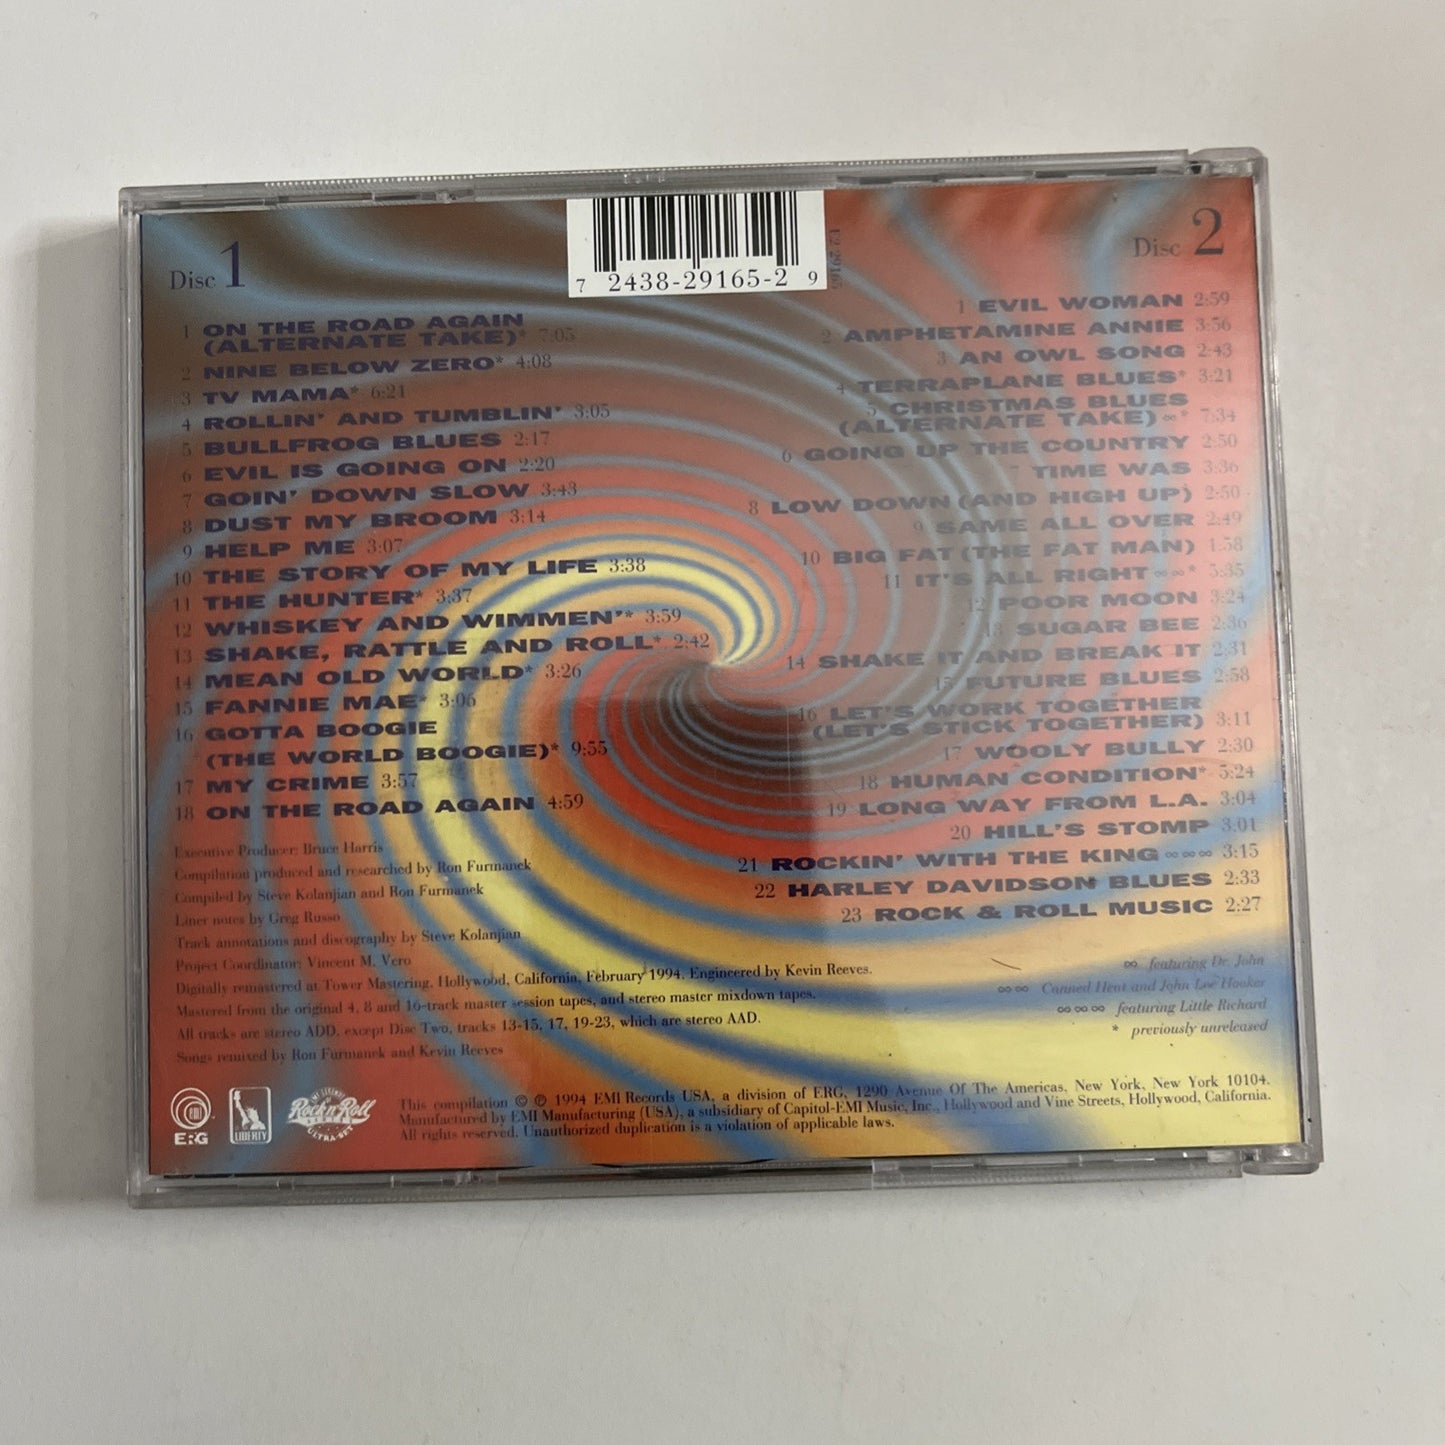 7 2438-29165-2 9
E2 29165
Disc 1
1 ON THE ROAD AGAIN
(ALTERNATE TAKE)* 7:05
2 NINE BELOW ZERO* 4:08
3 TV MAMA* 6:21
4 ROLLIN' AND TUMBLIN' 3:05
5 BULLFROG BLUES 2:17
6 EVIL IS GOING ON 2:20
7 GOIN' DOWN SLOW 3:43
8 DUST MY BROOM 3:14
9 HELP ME 3:07
10 THE STORY OF MY LIFE 3:38
11 THE HUNTER* 3:37
12 WHISKEY AND WIMMEN'* 3:59
13 SHAKE, RATTLE AND ROLL* 2:42
14 MEAN OLD WORLD* 3:26
15 FANNIE MAE* 3:06
16 GOTTA BOOGIE
(THE WORLD BOOGIE)* 9:55
17 MY CRIME 3:57
18 ON THE ROAD AGAIN 4:59
Disc 2
1 EVIL WOMAN 2:59
2 AMPHETAMINE ANNIE 3:56
3 AN OWL SONG 2:43
4 TERRAPLANE BLUES* 3:21
5 CHRISTMAS BLUES
(ALTERNATE TAKE) ∞* 7:34
6 GOING UP THE COUNTRY 2:50
7 TIME WAS 3:36
8 LOW DOWN (AND HIGH UP) 2:50
9 SAME ALL OVER 2:49
10 BIG FAT (THE FAT MAN) 1:58
11 IT'S ALL RIGHT ∞∞* 5:35
12 POOR MOON 3:24
13 SUGAR BEE 2:36
14 SHAKE IT AND BREAK IT 2:31
15 FUTURE BLUES 2:58
16 LET'S WORK TOGETHER
(LET'S STICK TOGETHER) 3:11
17 WOOLY BULLY 2:30
18 HUMAN CONDITION* 5:24
19 LONG WAY FROM L.A. 3:04
20 HILL'S STOMP 3:01
21 ROCKIN' WITH THE KING ∞∞∞ 3:15
22 HARLEY DAVIDSON BLUES 2:33
23 ROCK & ROLL MUSIC 2:27
Executive Producer: Bruce Harris
Compilation produced and researched by Ron Furmanek
Compiled by Steve Kolanjian and Ron Furmanek
Liner notes by Greg Russo
Track annotations and discography by Steve Kolanjian
Project Coordinator: Vincent M. Vero
Digitally remastered at Tower Mastering, Hollywood, California, February 1994. Engineered by Kevin Reeves.
Mastered from the original 4, 8 and 16-track master session tapes, and stereo master mixdown tapes.
All tracks are stereo ADD, except Disc Two, tracks 13-15, 17, 19-23, which are stereo AAD.
Songs remixed by Ron Furmanek and Kevin Reeves
∞ featuring Dr. John
∞∞ Canned Heat and John Lee Hooker
∞∞∞ featuring Little Richard
* previously unreleased
EMI
ERG
LIBERTY
Rock n' Roll
ULTRA-SET
This compilation © ℗ 1994 EMI Records USA, a division of ERG, 1290 Avenue Of The Americas, New York, New York 10104.
Manufactured by EMI Manufacturing (USA), a subsidiary of Capitol-EMI Music, Inc., Hollywood and Vine Streets, Hollywood, California.
All rights reserved. Unauthorized duplication is a violation of applicable laws.